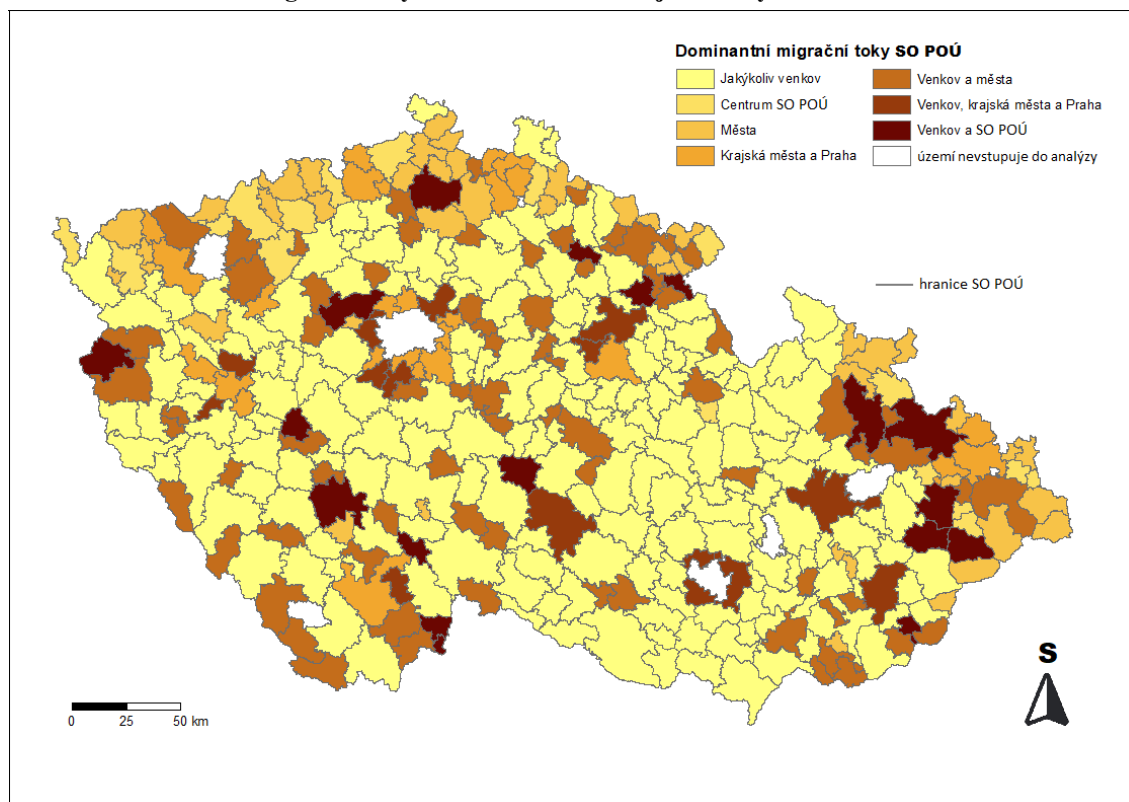 Dominantní migrační toky SO POÚ
Jakýkoliv venkov
Centrum SO POÚ
Města
Krajská města a Praha
Venkov a města
Venkov, krajská města a Praha
Venkov a SO POÚ
území nevstupuje do analýzy
hranice SO POÚ
S
0 25 50 km